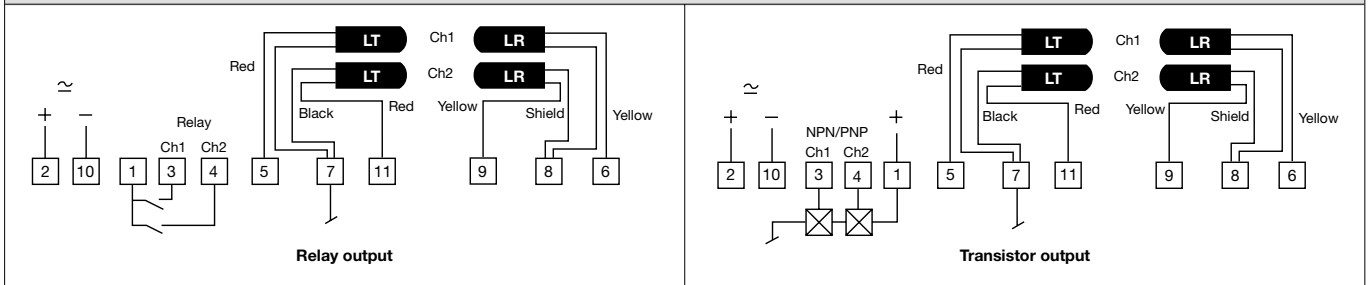 LT Ch1 LR
Red
LT Ch2 LR
≃
Black Red Yellow Shield Yellow
+ −
Relay
Ch1 Ch2
2 10 1 3 4 5 7 11 9 8 6
Relay output
LT Ch1 LR
Red
LT Ch2 LR
≃
Black Red Yellow Shield Yellow
+ − +
NPN/PNP
Ch1 Ch2
2 10 3 4 1 5 7 11 9 8 6
Transistor output